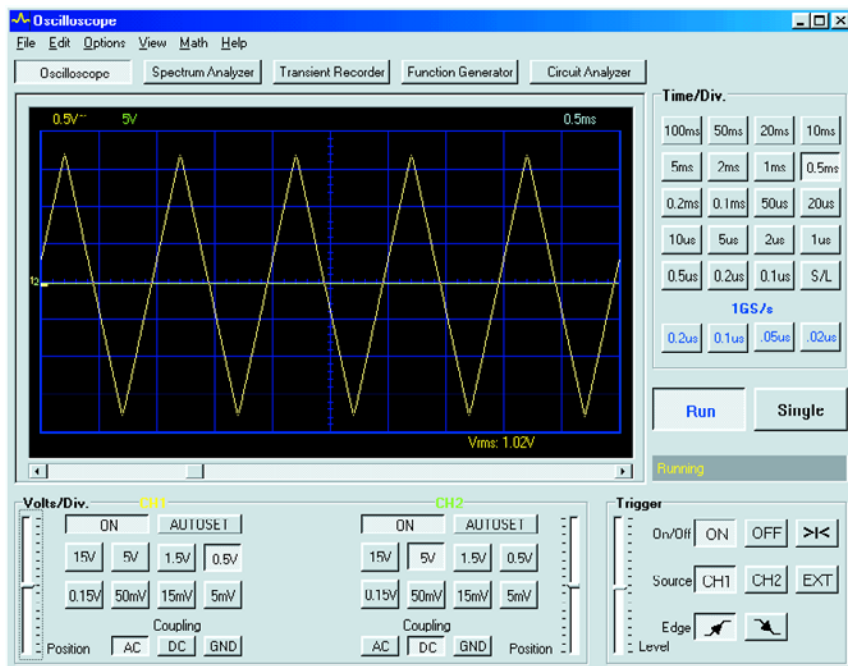 Oscilloscope
File Edit Options View Math Help
Oscilloscope Spectrum Analyzer Transient Recorder Function Generator Circuit Analyzer
0.5V~ 5V 0.5ms
12
Vrms: 1.02V
Time/Div.
100ms 50ms 20ms 10ms
5ms 2ms 1ms 0.5ms
0.2ms 0.1ms 50us 20us
10us 5us 2us 1us
0.5us 0.2us 0.1us S/L
1GS/s
0.2us 0.1us .05us .02us
Run Single
Running
Volts/Div. CH1 CH2
ON AUTOSET ON AUTOSET
15V 5V 1.5V 0.5V 15V 5V 1.5V 0.5V
0.15V 50mV 15mV 5mV 0.15V 50mV 15mV 5mV
Coupling Coupling
Position AC DC GND AC DC GND Position
Trigger
On/Off ON OFF >I<
Source CH1 CH2 EXT
Edge
Level